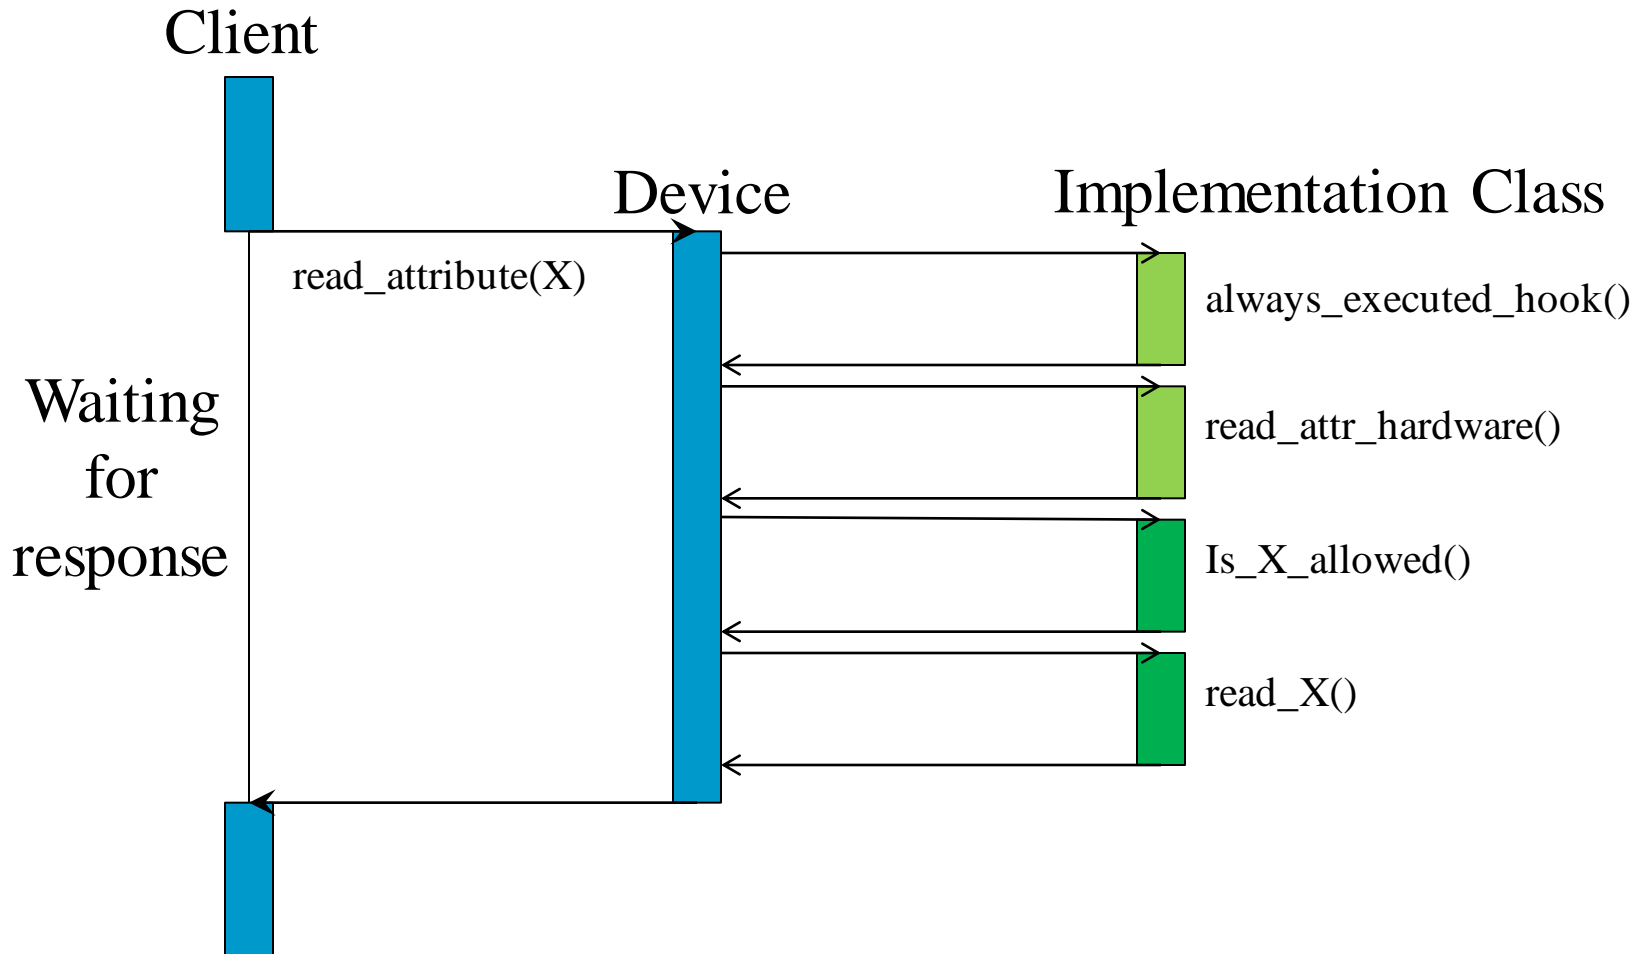 Client
Device
Implementation Class
read_attribute(X)
always_executed_hook()
Waiting
for
response
read_attr_hardware()
Is_X_allowed()
read_X()